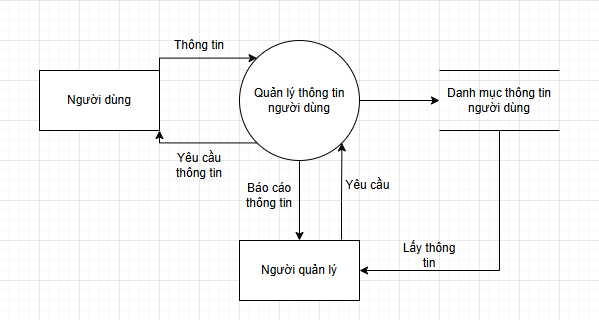 Thông tin
Người dùng
Quản lý thông tin
người dùng
Danh mục thông tin
người dùng
Yêu cầu
thông tin
Báo cáo
thông tin
Yêu cầu
Lấy thông
tin
Người quản lý